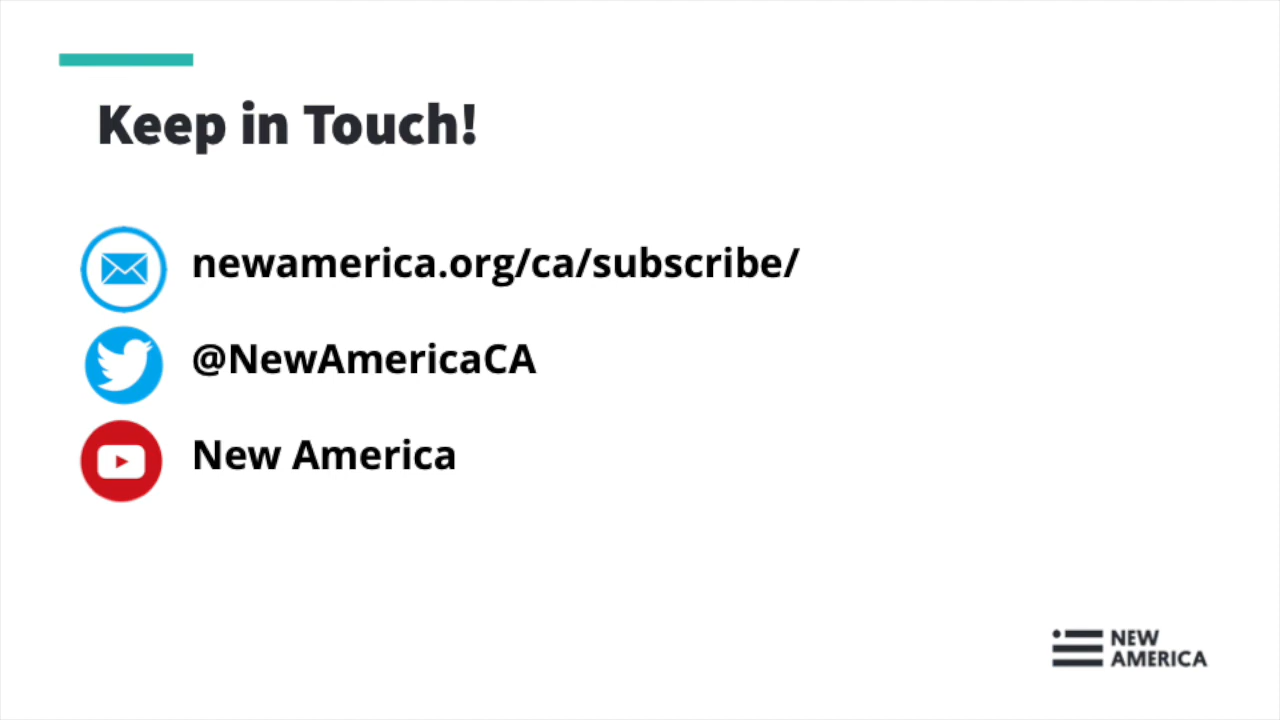 Keep in Touch!
newamerica.org/ca/subscribe/
@NewAmericaCA
New America
NEW
AMERICA